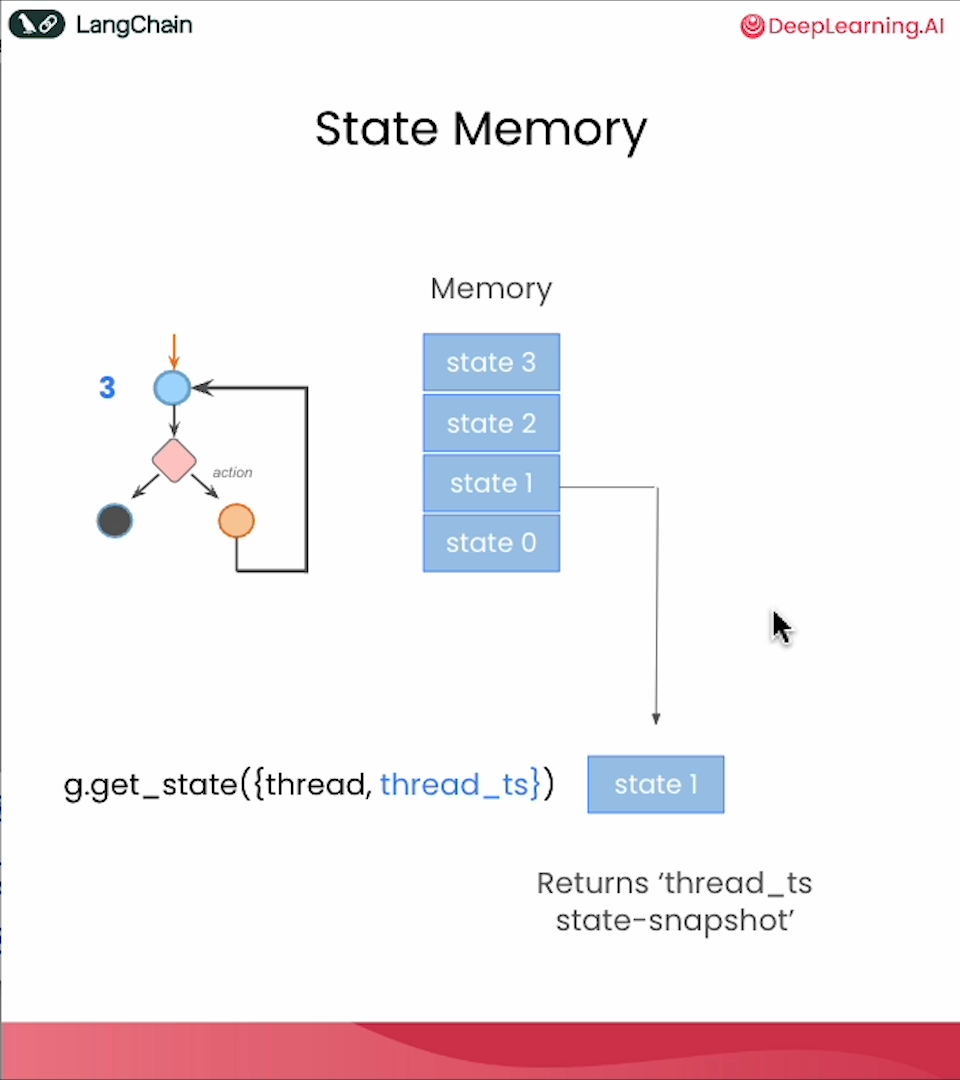 LangChain
DeepLearning.AI
State Memory
Memory
state 3
3
state 2
action
state 1
state 0
g.get_state({thread, thread_ts})
state 1
Returns ‘thread_ts
state-snapshot’